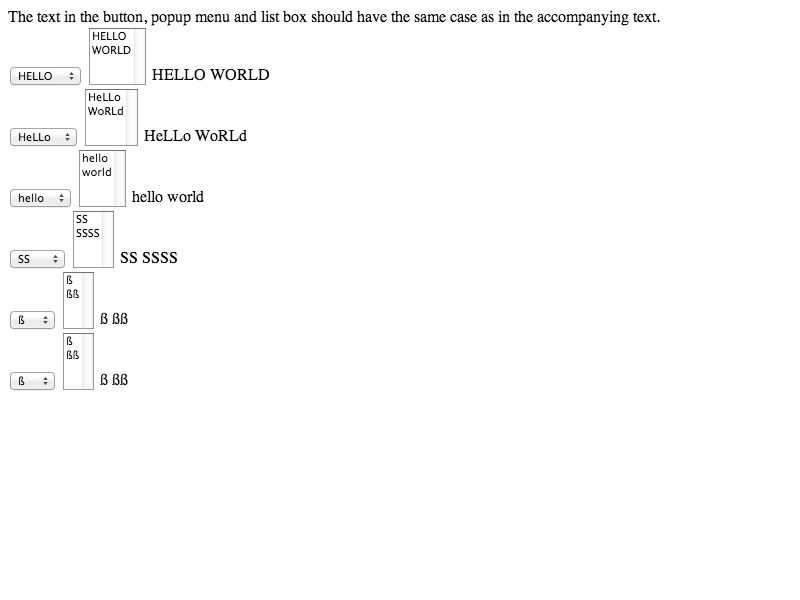 The text in the button, popup menu and list box should have the same case as in the accompanying text.
HELLO
WORLD
HELLO HELLO WORLD
HeLLo
WoRLd
HeLLo HeLLo WoRLd
hello
world
hello hello world
SS
SSSS
SS SS SSSS
ß
ßß
ß ß ßß
ß
ßß
ß ß ßß